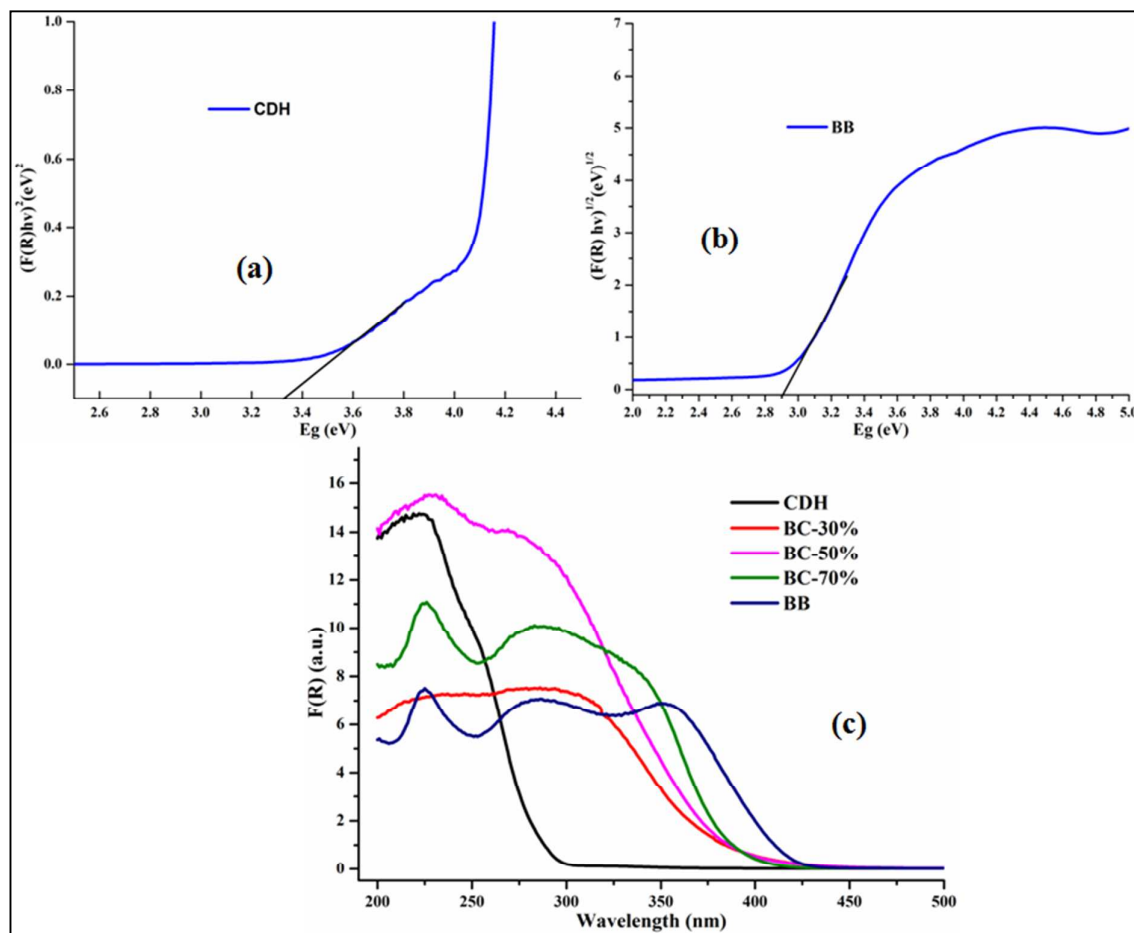 1.0
0.8
0.6
0.4
0.2
0.0
(F(R)hν)²(eV)²
CDH
(a)
2.6 2.8 3.0 3.2 3.4 3.6 3.8 4.0 4.2 4.4
Eg (eV)
7
6
5
4
3
2
1
0
(F(R) hν)¹ᐟ²(eV)¹ᐟ²
BB
(b)
2.0 2.2 2.4 2.6 2.8 3.0 3.2 3.4 3.6 3.8 4.0 4.2 4.4 4.6 4.8 5.0
Eg (eV)
16
14
12
10
8
6
4
2
0
F(R) (a.u.)
CDH
BC-30%
BC-50%
BC-70%
BB
(c)
200 250 300 350 400 450 500
Wavelength (nm)